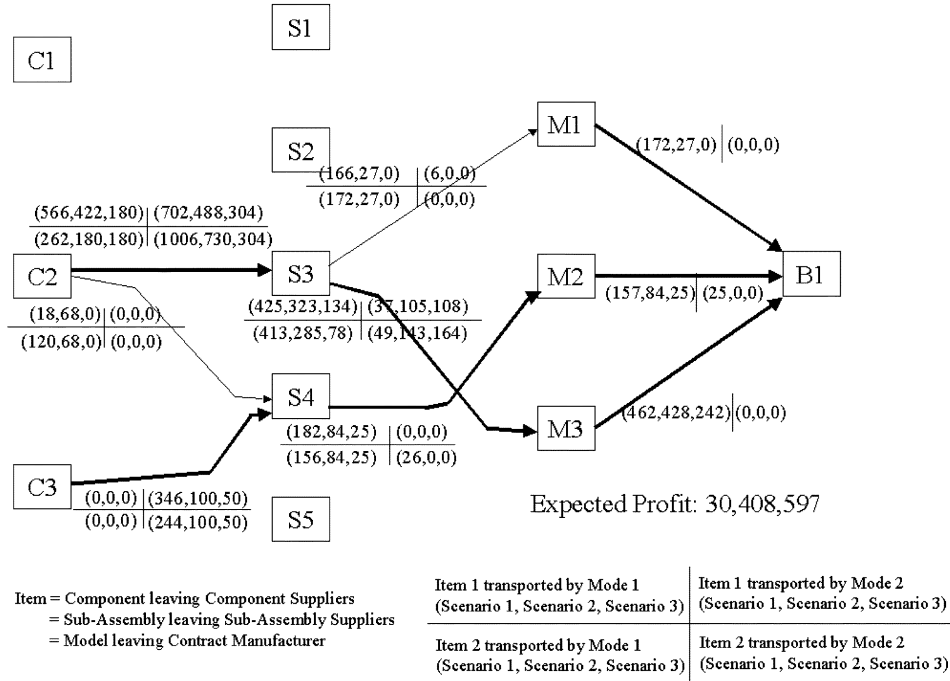 S1
C1
M1
(172,27,0) (0,0,0)
S2
(166,27,0) (6,0,0)
(172,27,0) (0,0,0)
(566,422,180) (702,488,304)
(262,180,180) (1006,730,304)
C2
S3
M2
B1
(157,84,25) (25,0,0)
(425,323,134) (37,105,108)
(413,285,78) (49,143,164)
(18,68,0) (0,0,0)
(120,68,0) (0,0,0)
S4
M3
(462,428,242) (0,0,0)
(182,84,25) (0,0,0)
(156,84,25) (26,0,0)
C3
(0,0,0) (346,100,50)
(0,0,0) (244,100,50)
S5
Expected Profit: 30,408,597
Item = Component leaving Component Suppliers
= Sub-Assembly leaving Sub-Assembly Suppliers
= Model leaving Contract Manufacturer
Item 1 transported by Mode 1
(Scenario 1, Scenario 2, Scenario 3)
Item 1 transported by Mode 2
(Scenario 1, Scenario 2, Scenario 3)
Item 2 transported by Mode 1
(Scenario 1, Scenario 2, Scenario 3)
Item 2 transported by Mode 2
(Scenario 1, Scenario 2, Scenario 3)